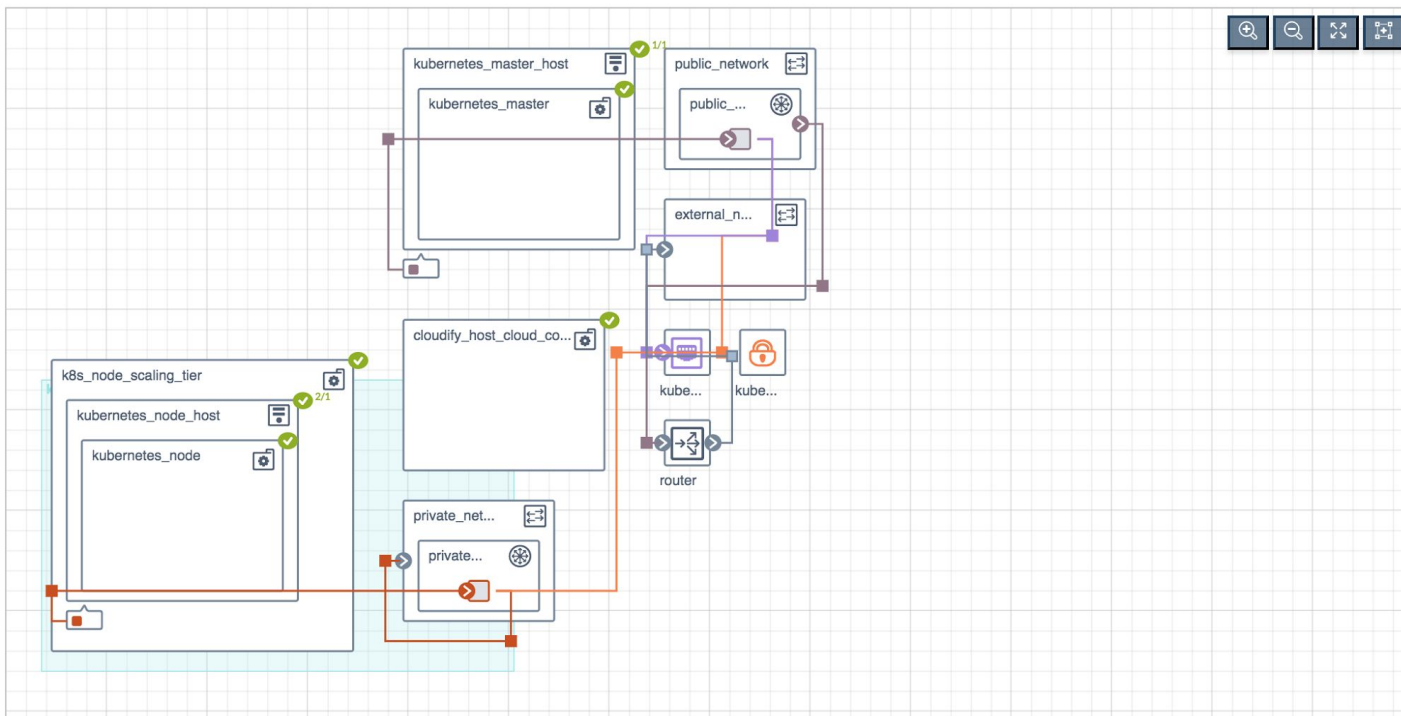 kubernetes_master_host
1/1
kubernetes_master
public_network
public_...
external_n...
cloudify_host_cloud_co...
kube...
kube...
router
k8s_node_scaling_tier
kubernetes_node_host
2/1
kubernetes_node
private_net...
private...